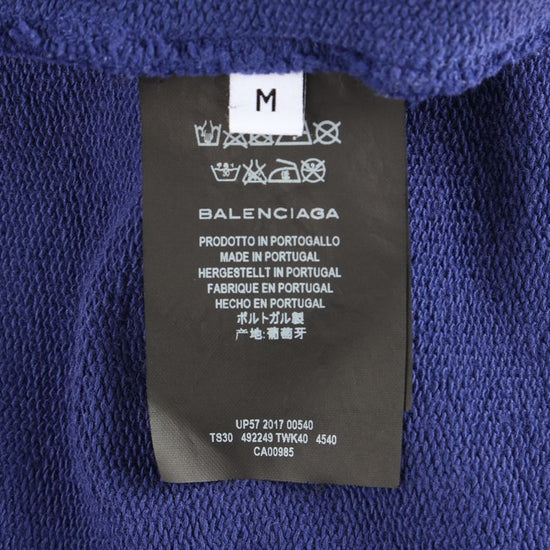 M
BALENCIAGA
PRODOTTO IN PORTOGALLO
MADE IN PORTUGAL
HERGESTELLT IN PORTUGAL
FABRIQUE EN PORTUGAL
HECHO EN PORTUGAL
ポルトガル製
产地:葡萄牙
UP57 2017 00540
TS30 492249 TWK40 4540
CA00985